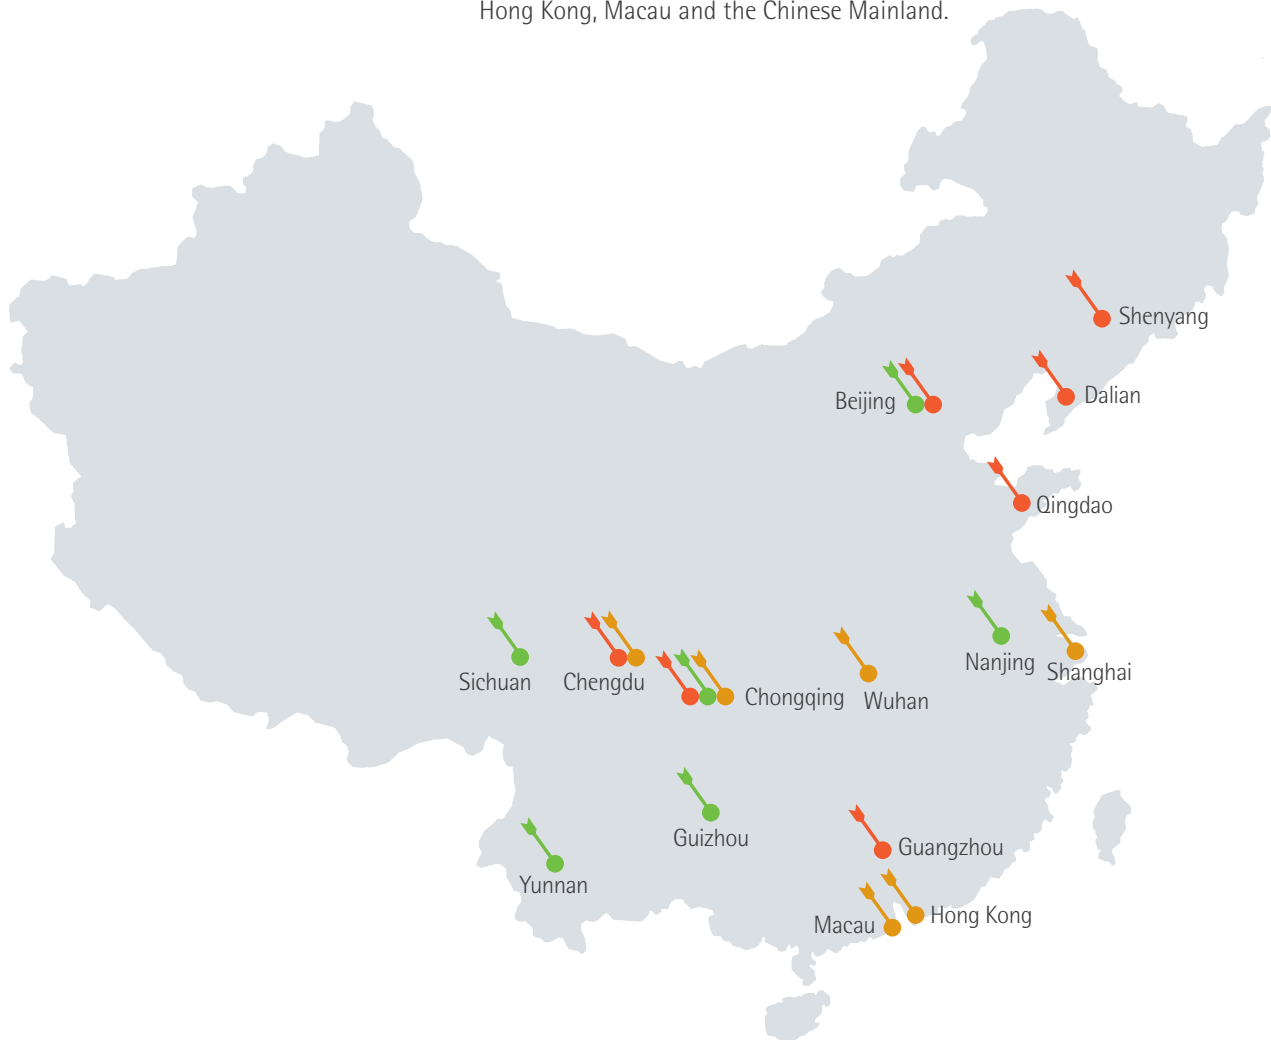 Hong Kong, Macau and the Chinese Mainland.
Shenyang
Dalian
Beijing
Qingdao
Nanjing
Shanghai
Sichuan
Chengdu
Chongqing
Wuhan
Guizhou
Guangzhou
Yunnan
Hong Kong
Macau